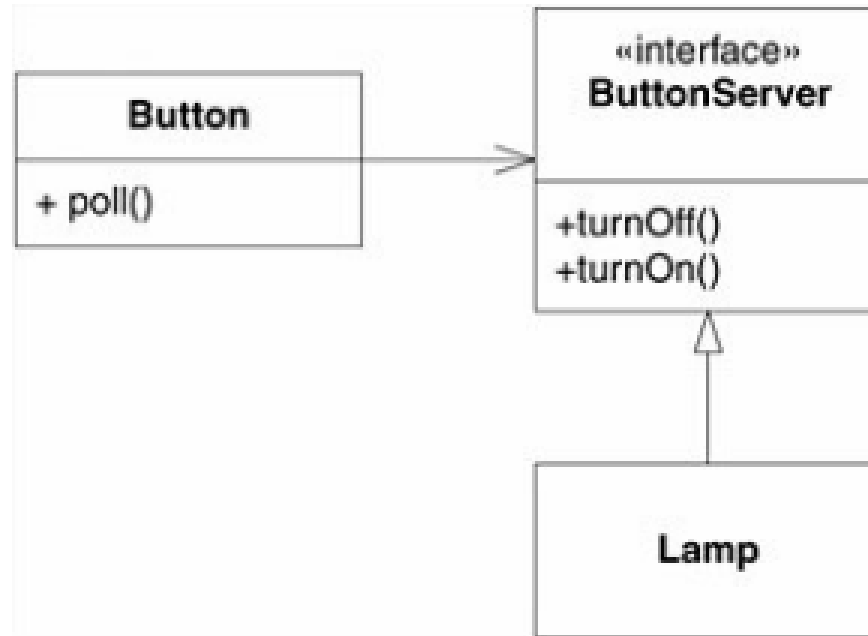 Button
+ poll()
«interface»
ButtonServer
+turnOff()
+turnOn()
Lamp